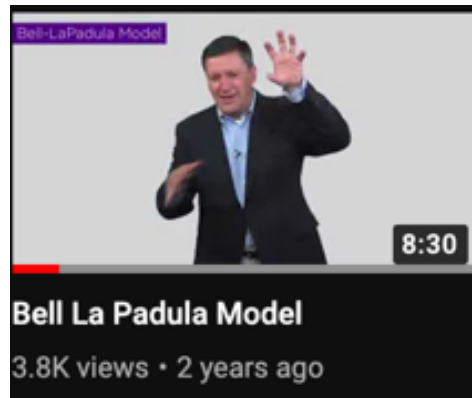 Bell-LaPadula Model
8:30
Bell La Padula Model
3.8K views • 2 years ago